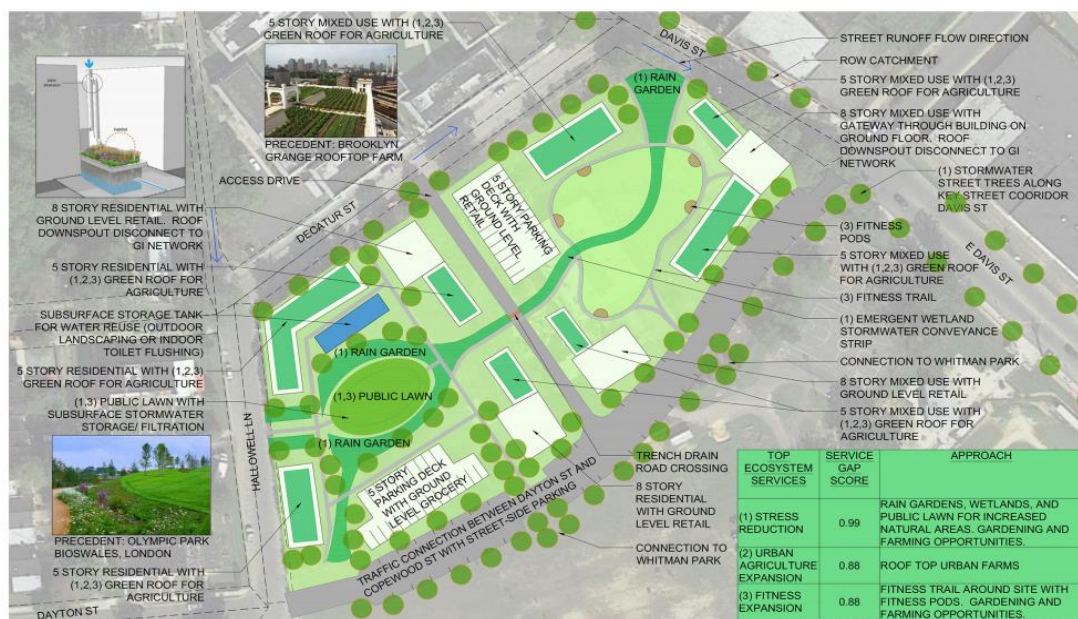 5 STORY MIXED USE WITH (1,2,3)
GREEN ROOF FOR AGRICULTURE
PRECEDENT: BROOKLYN
GRANGE ROOFTOP FARM
ACCESS DRIVE
8 STORY RESIDENTIAL WITH
GROUND LEVEL RETAIL. ROOF
DOWNSPOUT DISCONNECT TO
GI NETWORK
5 STORY RESIDENTIAL WITH
(1,2,3) GREEN ROOF FOR
AGRICULTURE
SUBSURFACE STORAGE TANK
FOR WATER REUSE (OUTDOOR
LANDSCAPING OR INDOOR
TOILET FLUSHING)
5 STORY RESIDENTIAL WITH (1,2,3)
GREEN ROOF FOR AGRICULTURE
(1,3) PUBLIC LAWN WITH
SUBSURFACE STORMWATER
STORAGE/ FILTRATION
PRECEDENT: OLYMPIC PARK
BIOSWALES, LONDON
5 STORY RESIDENTIAL WITH
(1,2,3) GREEN ROOF FOR
AGRICULTURE
DAYTON ST
HALLOWELL LN
DECATUR ST
DAVIS ST
E DAVIS ST
(1) RAIN
GARDEN
5 STORY PARKING
DECK WITH
GROUND LEVEL
RETAIL
(1) RAIN GARDEN
(1,3) PUBLIC LAWN
(1) RAIN GARDEN
5 STORY
PARKING DECK
WITH GROUND
LEVEL GROCERY
TRAFFIC CONNECTION BETWEEN DAYTON ST AND
COPEWOOD ST WITH STREET-SIDE PARKING
STREET RUNOFF FLOW DIRECTION
ROW CATCHMENT
5 STORY MIXED USE WITH (1,2,3)
GREEN ROOF FOR AGRICULTURE
8 STORY MIXED USE WITH
GATEWAY THROUGH BUILDING ON
GROUND FLOOR. ROOF
DOWNSPOUT DISCONNECT TO GI
NETWORK
(1) STORMWATER
STREET TREES ALONG
KEY STREET COORIDOR
DAVIS ST
(3) FITNESS
PODS
5 STORY MIXED USE
WITH (1,2,3) GREEN ROOF
FOR AGRICULTURE
(3) FITNESS TRAIL
(1) EMERGENT WETLAND
STORMWATER CONVEYANCE
STRIP
CONNECTION TO WHITMAN PARK
8 STORY MIXED USE WITH
GROUND LEVEL RETAIL
5 STORY MIXED USE WITH
(1,2,3) GREEN ROOF FOR
AGRICULTURE
TRENCH DRAIN
ROAD CROSSING
8 STORY
RESIDENTIAL
WITH GROUND
LEVEL RETAIL
CONNECTION TO
WHITMAN PARK
TOP ECOSYSTEM SERVICES SERVICE GAP SCORE APPROACH
(1) STRESS REDUCTION 0.99 RAIN GARDENS, WETLANDS, AND PUBLIC LAWN FOR INCREASED NATURAL AREAS. GARDENING AND FARMING OPPORTUNITIES.
(2) URBAN AGRICULTURE EXPANSION 0.88 ROOF TOP URBAN FARMS
(3) FITNESS EXPANSION 0.88 FITNESS TRAIL AROUND SITE WITH FITNESS PODS. GARDENING AND FARMING OPPORTUNITIES.